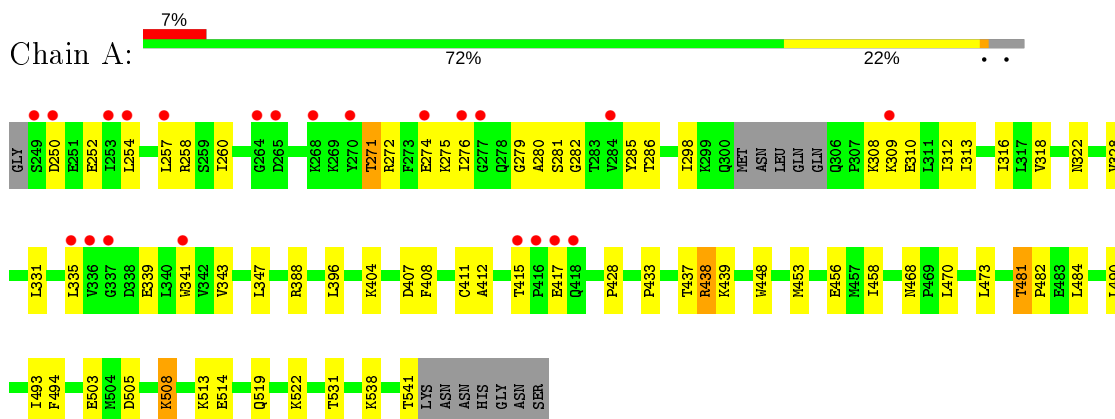 7%
Chain A:
72% 22% • •
GLY S249 D250 E251 E252 I253 L254 L257 R258 S259 I260 G264 D265 K268 K269 Y270 T271 R272 F273 E274 K275 I276 G277 Q278 G279 A280 S281 G282 T283 V284 Y285 T286 I298 K299 Q300 MET ASN LEU GLN GLN Q306 P307 K308 K309 E310 L311 I312 I313 I316 L317 V318 N322
L331 L335 V336 G337 D338 E339 L340 W341 V342 V343 L347 R388 L396 K404 D407 F408 C411 A412 T415 P416 E417 Q418 P428 P433 T437 R438 K439 W448 M453 E456 M457 I458 N468 P469 L470 L473 T481 P482 E483 L484
I493 F494 E503 M504 D505 K508 K513 E514 Q519 K522 T531 K538 T541 LYS ASN ASN HIS GLY ASN SER